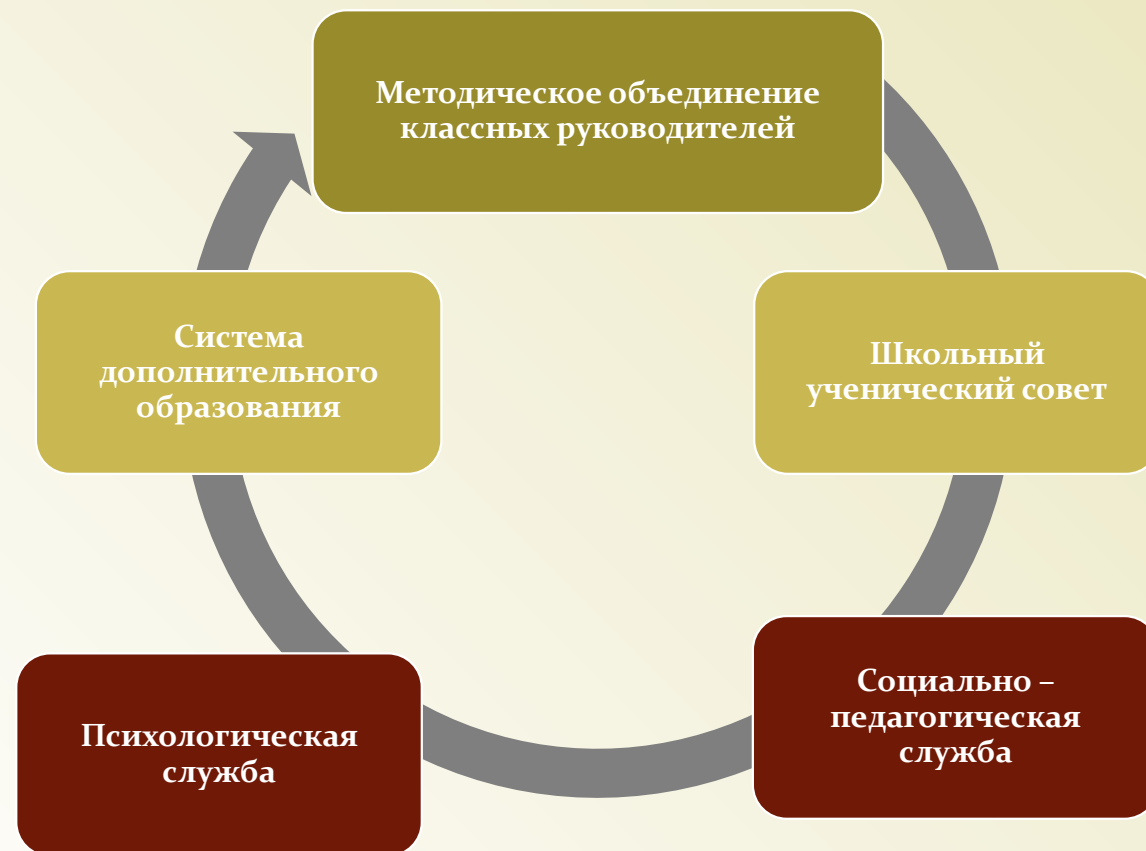 Методическое объединение
классных руководителей
Система
дополнительного
образования
Школьный
ученический совет
Социально –
педагогическая
служба
Психологическая
служба